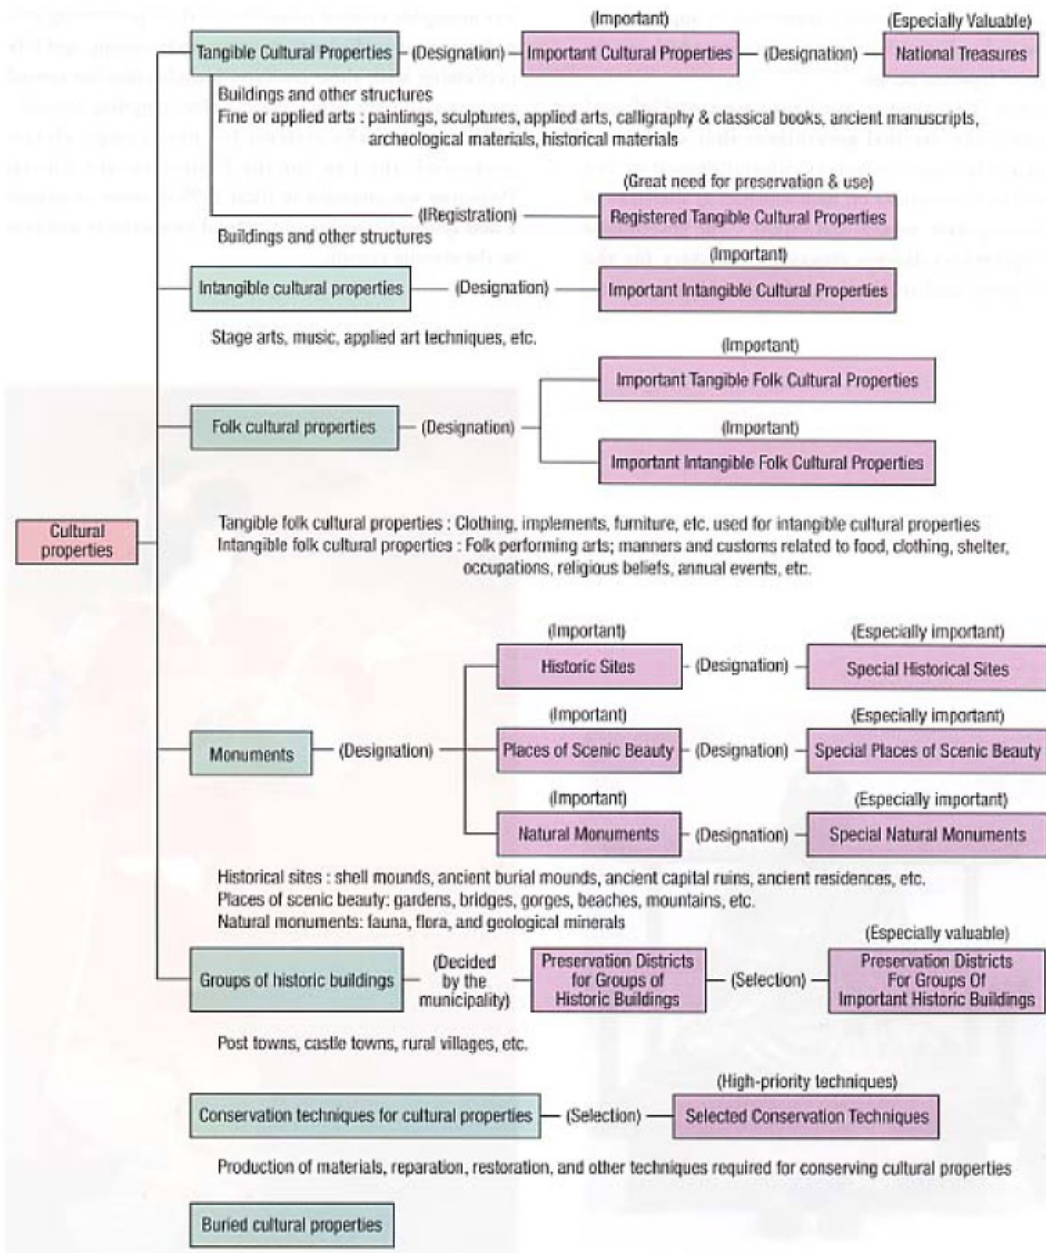 (Important)
(Especially Valuable)
Tangible Cultural Properties (Designation) Important Cultural Properties (Designation) National Treasures
Buildings and other structures
Fine or applied arts : paintings, sculptures, applied arts, calligraphy & classical books, ancient manuscripts,
archeological materials, historical materials
(Great need for preservation & use)
(IRegistration) Registered Tangible Cultural Properties
Buildings and other structures
(Important)
Intangible cultural properties (Designation) Important Intangible Cultural Properties
Stage arts, music, applied art techniques, etc.
(Important)
Important Tangible Folk Cultural Properties
Folk cultural properties (Designation)
(Important)
Important Intangible Folk Cultural Properties
Cultural
properties
Tangible folk cultural properties : Clothing, implements, furniture, etc. used for intangible cultural properties
Intangible folk cultural properties : Folk performing arts; manners and customs related to food, clothing, shelter,
occupations, religious beliefs, annual events, etc.
(Important) (Especially important)
Historic Sites (Designation) Special Historical Sites
(Important) (Especially important)
Monuments (Designation) Places of Scenic Beauty (Designation) Special Places of Scenic Beauty
(Important) (Especially important)
Natural Monuments (Designation) Special Natural Monuments
Historical sites : shell mounds, ancient burial mounds, ancient capital ruins, ancient residences, etc.
Places of scenic beauty: gardens, bridges, gorges, beaches, mountains, etc.
Natural monuments: fauna, flora, and geological minerals
(Especially valuable)
Groups of historic buildings
(Decided
by the
municipality)
Preservation Districts
for Groups of
Historic Buildings
(Selection)
Preservation Districts
For Groups Of
Important Historic Buildings
Post towns, castle towns, rural villages, etc.
(High-priority techniques)
Conservation techniques for cultural properties (Selection) Selected Conservation Techniques
Production of materials, reparation, restoration, and other techniques required for conserving cultural properties
Buried cultural properties